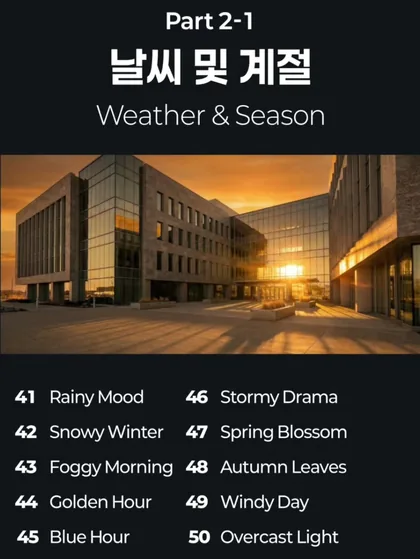 Part 2-1
날씨 및 계절
Weather & Season
41 Rainy Mood
42 Snowy Winter
43 Foggy Morning
44 Golden Hour
45 Blue Hour
46 Stormy Drama
47 Spring Blossom
48 Autumn Leaves
49 Windy Day
50 Overcast Light